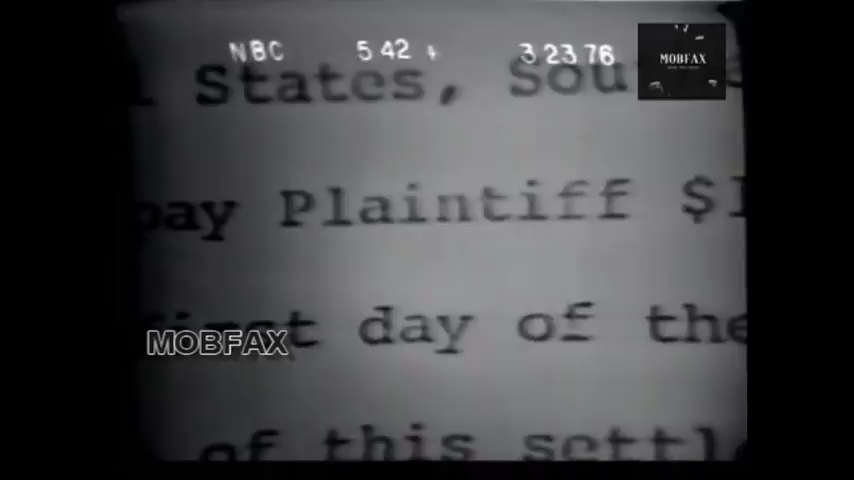 NBC 5 42 + 3 23 76
MOBFAX
States, Sou
pay Plaintiff $1
first day of the
MOBFAX
of this settl